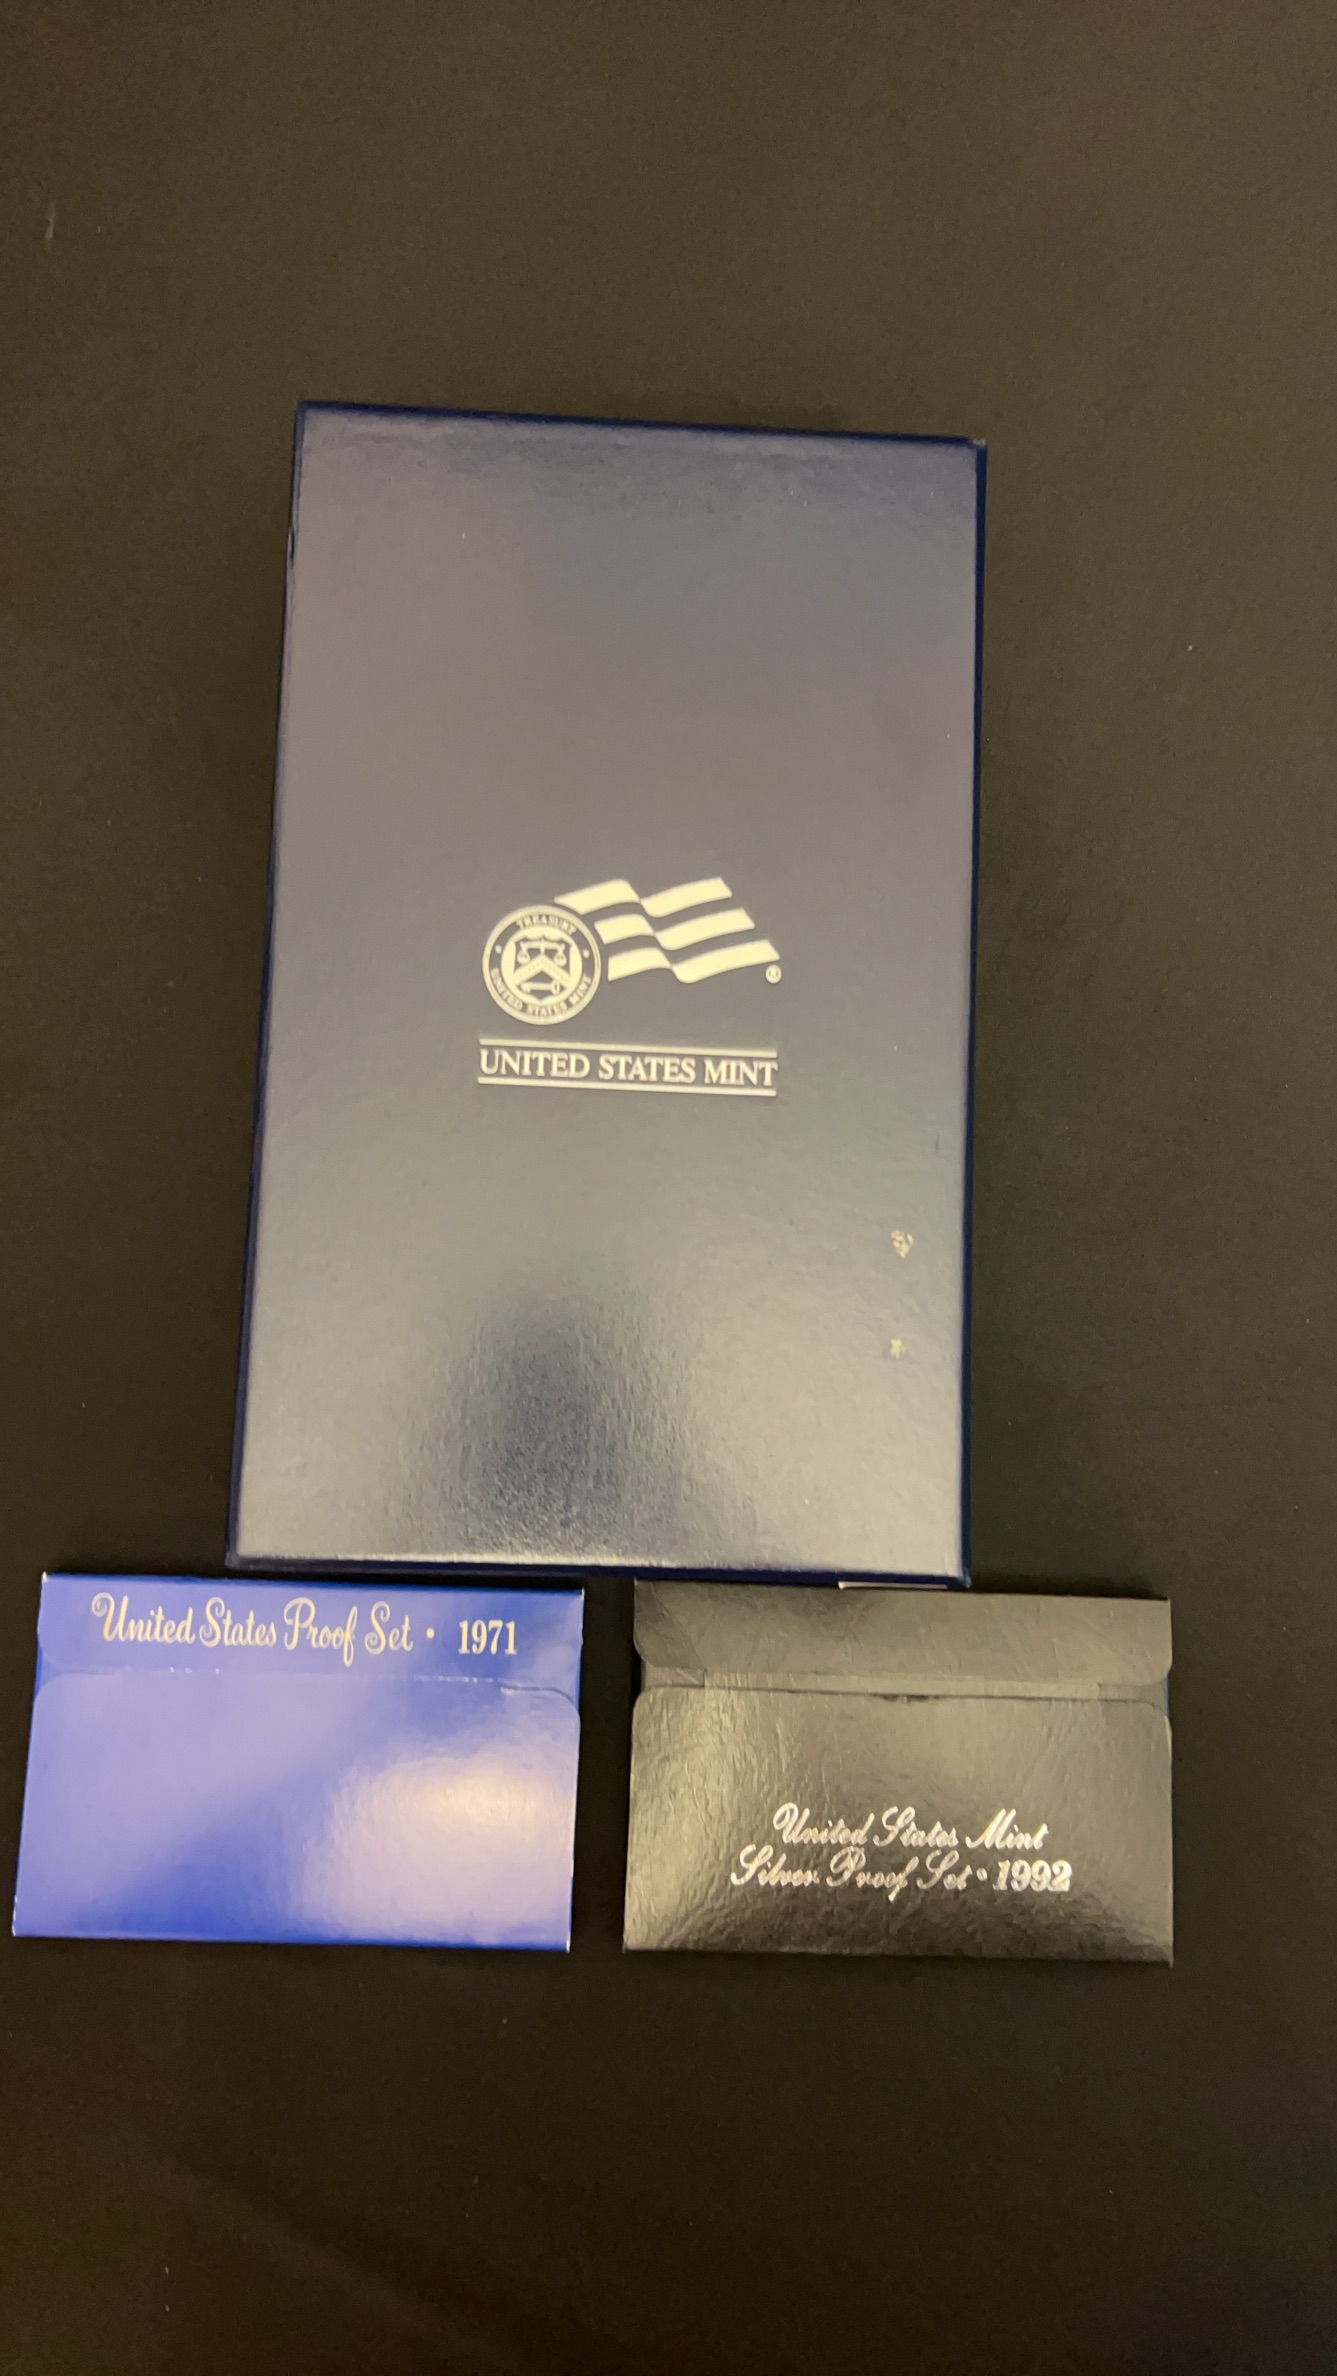 TREASURY
UNITED STATES MINT
®
UNITED STATES MINT
United States Proof Set · 1971
United States Mint
Silver Proof Set · 1992